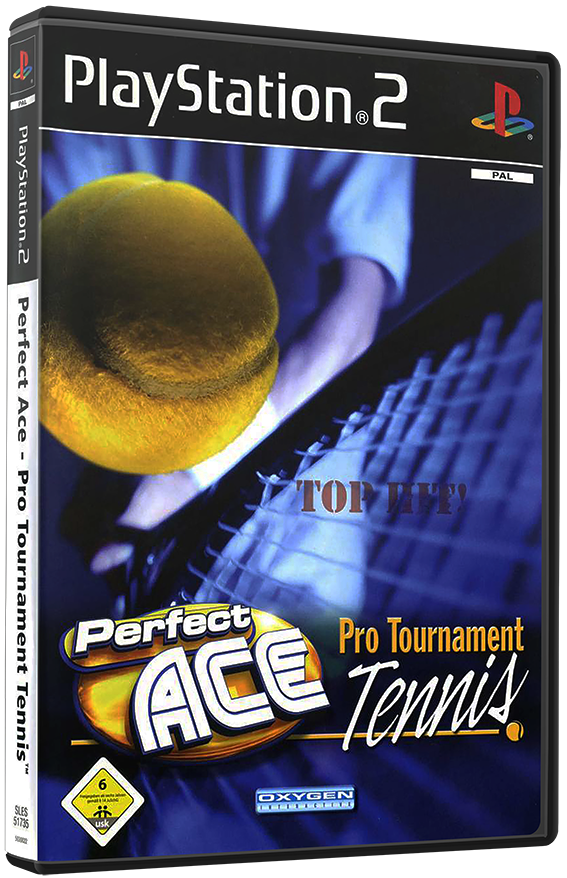 PAL
PlayStation®2
Perfect Ace - Pro Tournament Tennis™
SLES
51735
PlayStation®2
PAL
TOP HIT!
Perfect
ACE
Pro Tournament
Tennis
6
usk
OXYGEN
INTERACTIVE